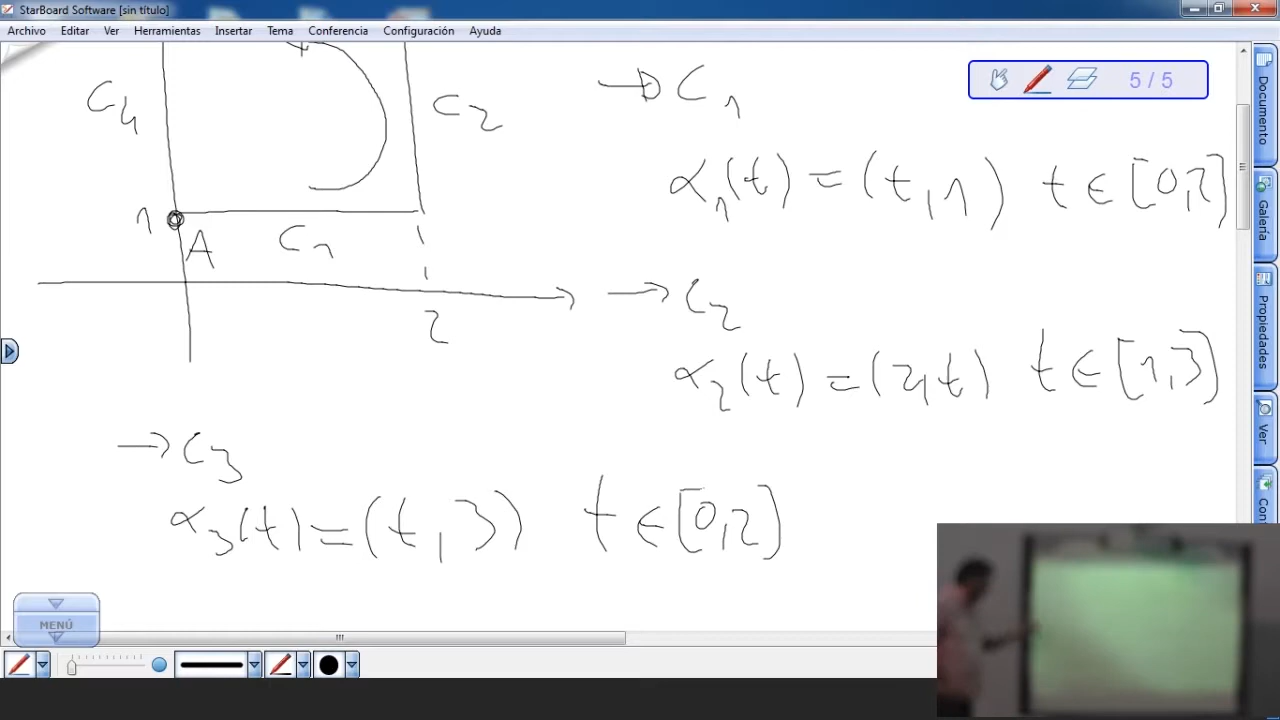 StarBoard Software [sin título]
Archivo Editar Ver Herramientas Insertar Tema Conferencia Configuración Ayuda
5 / 5
C4
C2
1
A
C1
2
→ C1
α1(t) = (t,1) t ∈ [0,2]
→ C2
α2(t) = (2,t) t ∈ [1,3]
→ C3
α3(t) = (t,3) t ∈ [0,2]
MENÚ
Documento
Galería
Propiedades
Ver